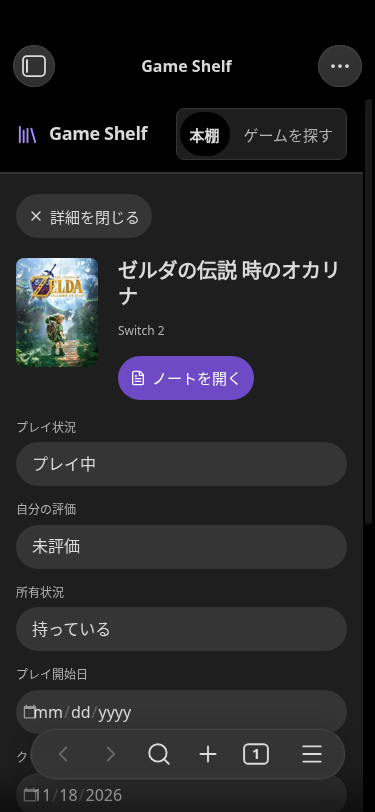 Game Shelf
Game Shelf
本棚
ゲームを探す
詳細を閉じる
ZELDA
ゼルダの伝説 時のオカリ
ナ
Switch 2
ノートを開く
プレイ状況
プレイ中
自分の評価
未評価
所有状況
持っている
プレイ開始日
mm/dd/yyyy
ク
11/18/2026
1